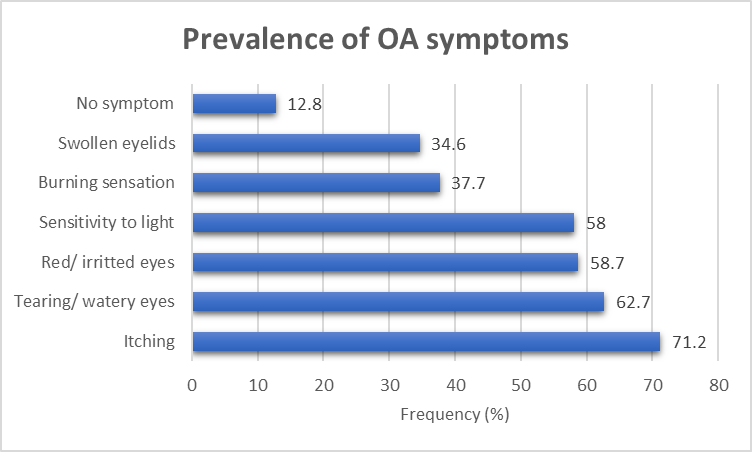 Prevalence of OA symptoms
No symptom 12.8
Swollen eyelids 34.6
Burning sensation 37.7
Sensitivity to light 58
Red/ irritted eyes 58.7
Tearing/ watery eyes 62.7
Itching 71.2
0 10 20 30 40 50 60 70 80
Frequency (%)